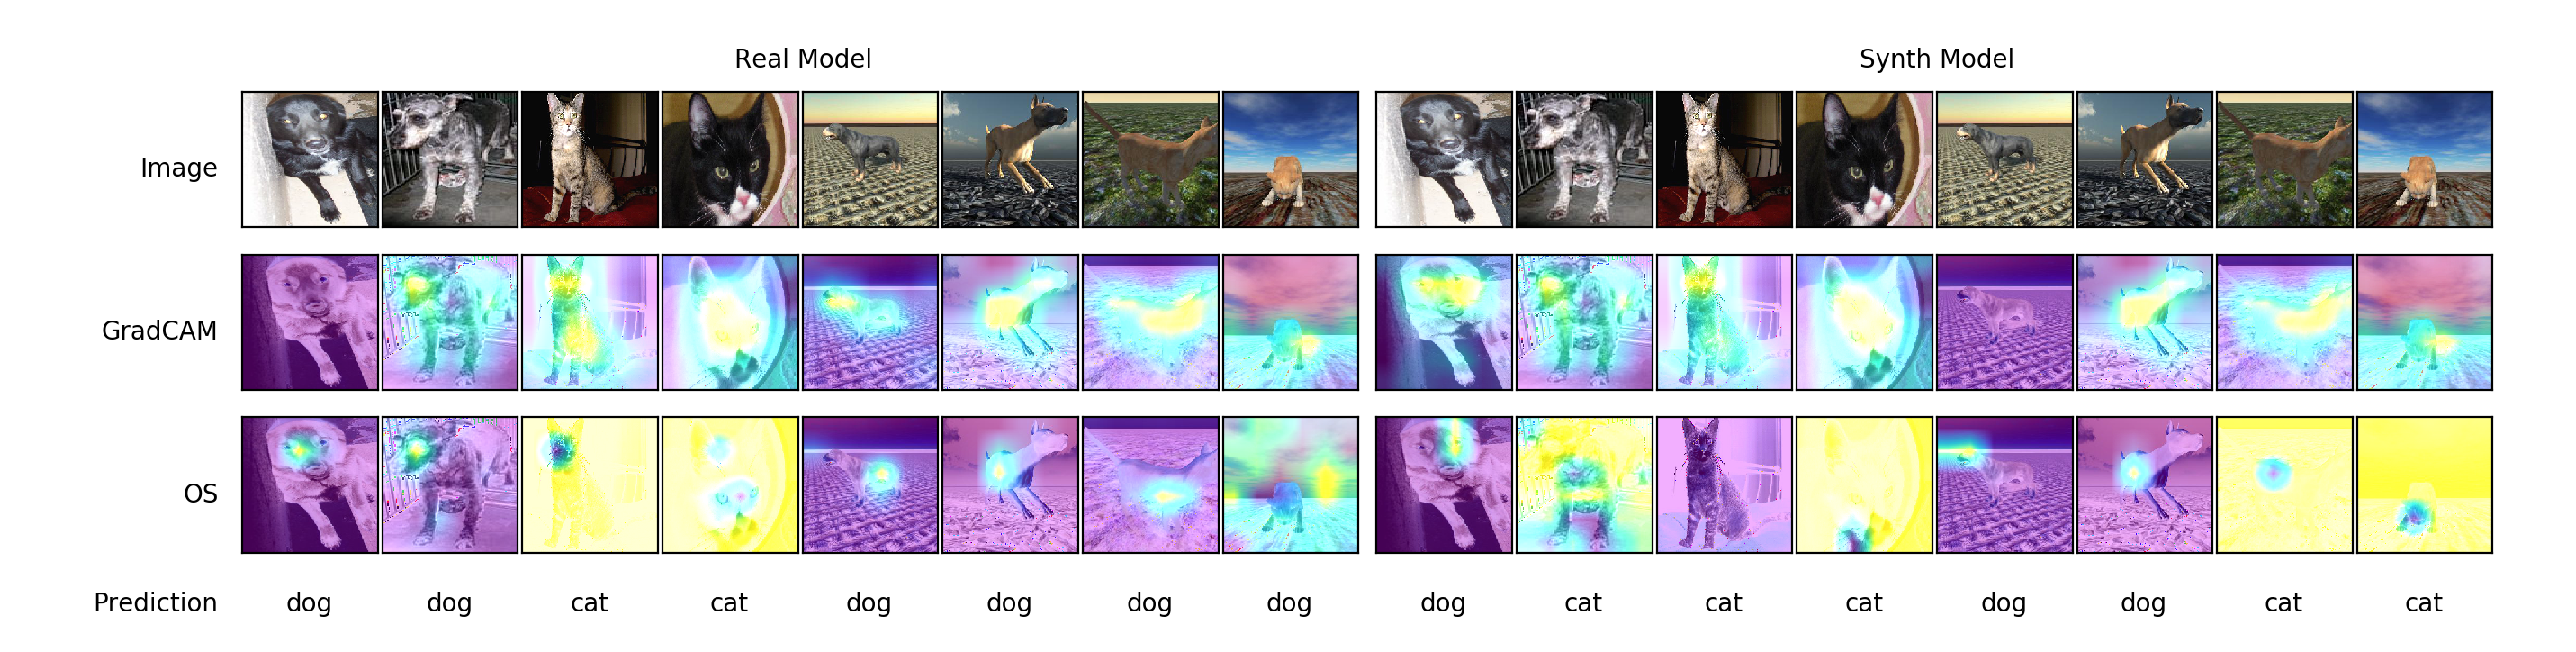 Real Model
Synth Model
Image
GradCAM
OS
Prediction dog dog cat cat dog dog dog dog dog cat cat cat dog dog cat cat